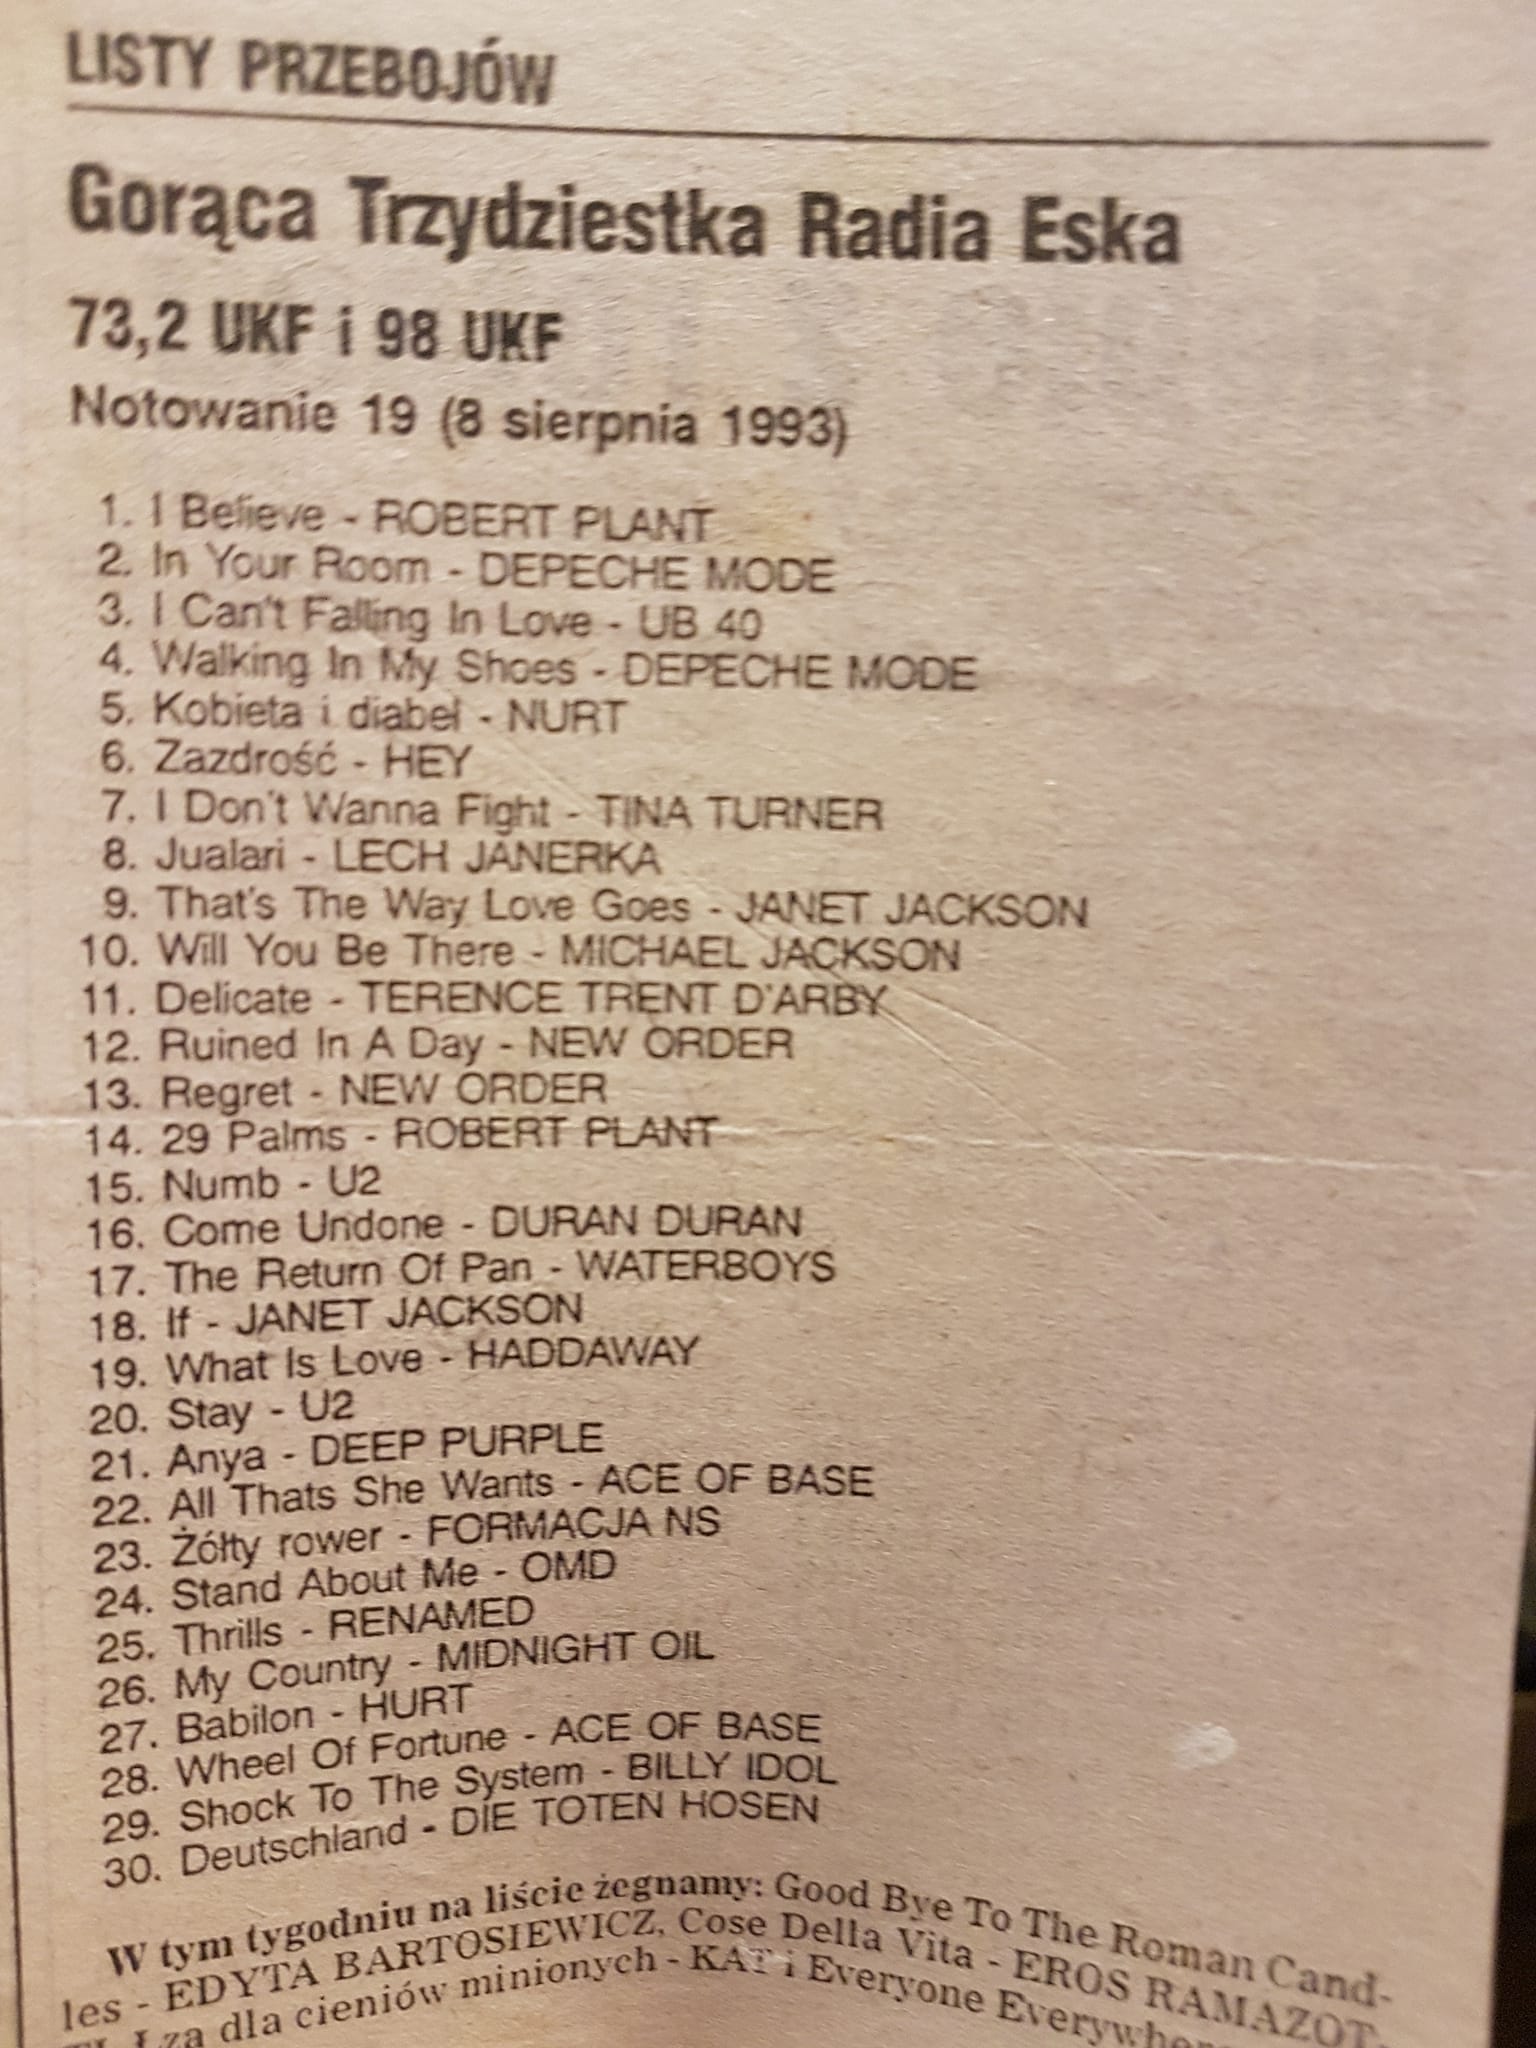 LISTY PRZEBOJÓW
Gorąca Trzydziestka Radia Eska
73,2 UKF i 98 UKF
Notowanie 19 (8 sierpnia 1993)
1. I Believe - ROBERT PLANT
2. In Your Room - DEPECHE MODE
3. I Can't Falling In Love - UB 40
4. Walking In My Shoes - DEPECHE MODE
5. Kobieta i diabeł - NURT
6. Zazdrość - HEY
7. I Don't Wanna Fight - TINA TURNER
8. Jualari - LECH JANERKA
9. That's The Way Love Goes - JANET JACKSON
10. Will You Be There - MICHAEL JACKSON
11. Delicate - TERENCE TRENT D'ARBY
12. Ruined In A Day - NEW ORDER
13. Regret - NEW ORDER
14. 29 Palms - ROBERT PLANT
15. Numb - U2
16. Come Undone - DURAN DURAN
17. The Return Of Pan - WATERBOYS
18. If - JANET JACKSON
19. What Is Love - HADDAWAY
20. Stay - U2
21. Anya - DEEP PURPLE
22. All Thats She Wants - ACE OF BASE
23. Żółty rower - FORMACJA NS
24. Stand About Me - OMD
25. Thrills - RENAMED
26. My Country - MIDNIGHT OIL
27. Babilon - HURT
28. Wheel Of Fortune - ACE OF BASE
29. Shock To The System - BILLY IDOL
30. Deutschland - DIE TOTEN HOSEN
W tym tygodniu na liście żegnamy: Good Bye To The Roman Cand-
les - EDYTA BARTOSIEWICZ, Cose Della Vita - EROS RAMAZOT-
Łza dla cieniów minionych - KAT i Everyone